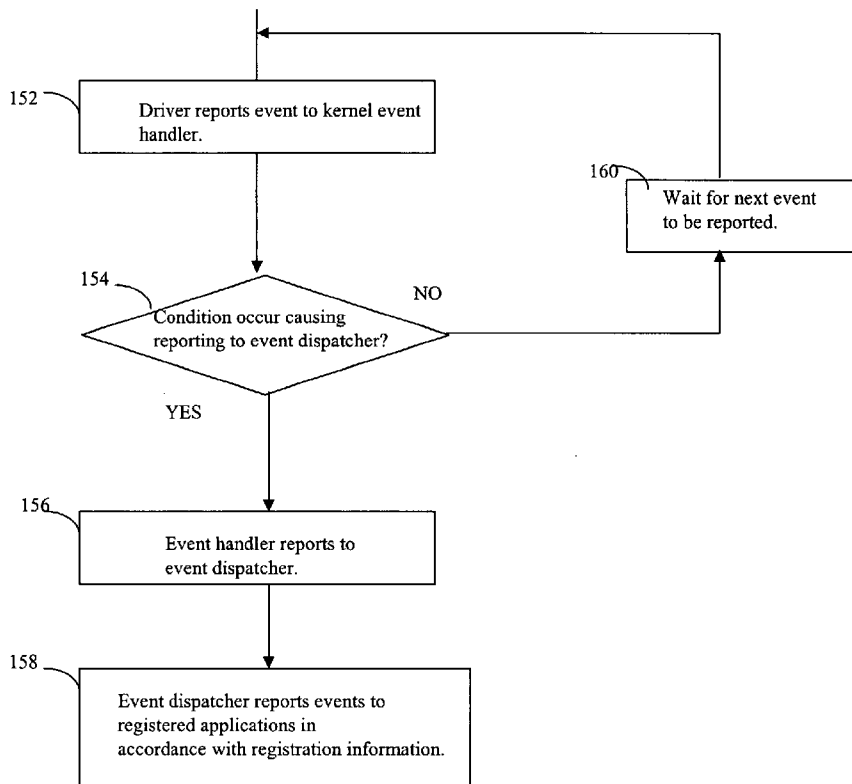 152
Driver reports event to kernel event
handler.
160
Wait for next event
to be reported.
154
NO
Condition occur causing
reporting to event dispatcher?
YES
156
Event handler reports to
event dispatcher.
158
Event dispatcher reports events to
registered applications in
accordance with registration information.